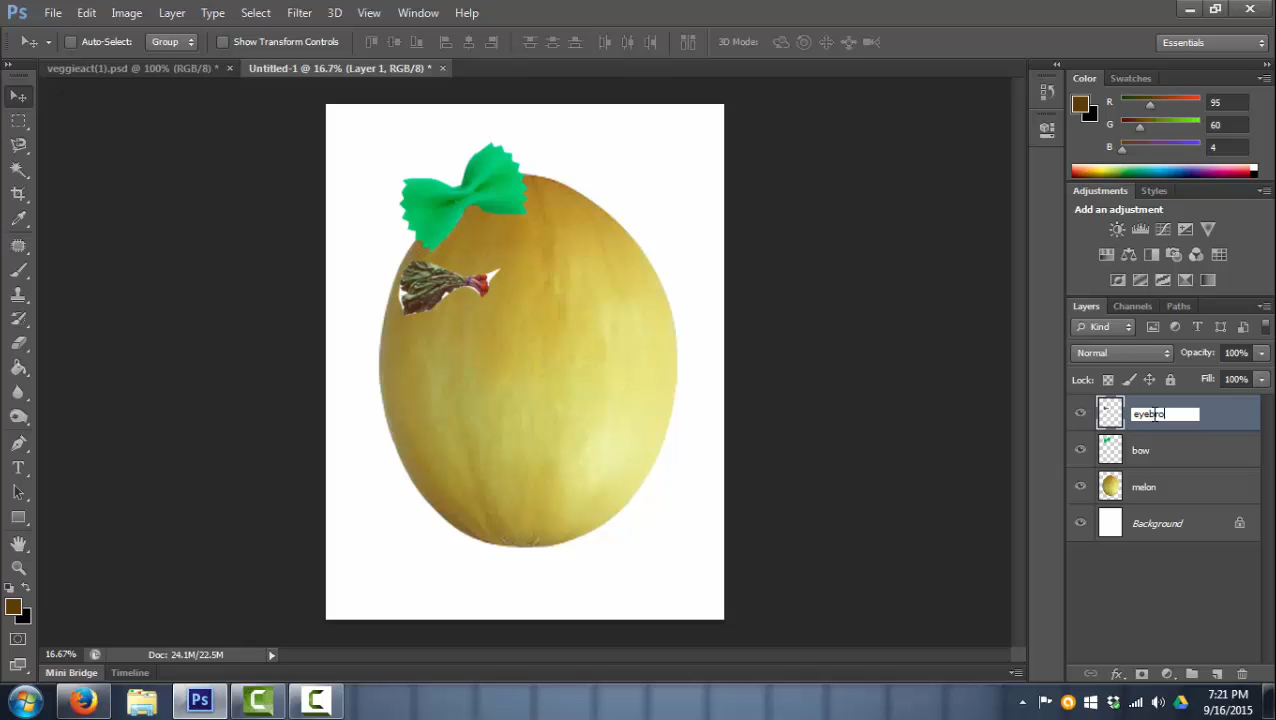 Ps File Edit Image Layer Type Select Filter 3D View Window Help
Auto-Select: Group Show Transform Controls 3D Mode: Essentials
veggieact(1).psd @ 100% (RGB/8) * × Untitled-1 @ 16.7% (Layer 1, RGB/8) * ×
Color Swatches
R 95
G 60
B 4
Adjustments Styles
Add an adjustment
Layers Channels Paths
Kind
Normal Opacity: 100%
Lock: Fill: 100%
eyebro
bow
melon
Background
16.67% Doc: 24.1M/22.5M
Mini Bridge Timeline
7:21 PM
9/16/2015